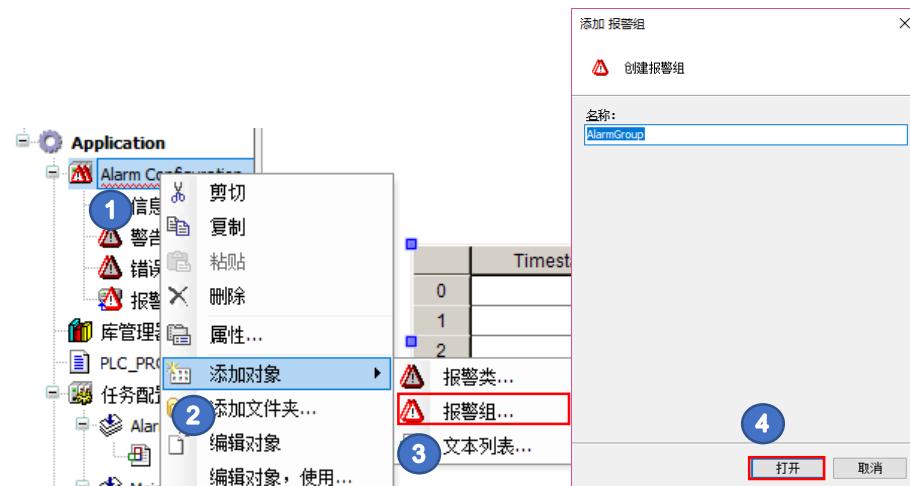 添加 报警组
创建报警组
名称:
AlarmGroup
Application
Alarm Configuration
1
信息
警告
错误
报警
库管理器
PLC_PRO
任务配置
Alar
剪切
复制
粘贴
删除
属性...
添加对象
2
添加文件夹...
编辑对象
编辑对象，使用...
Timesta
0
1
2
报警类...
报警组...
3
文本列表...
4
打开
取消